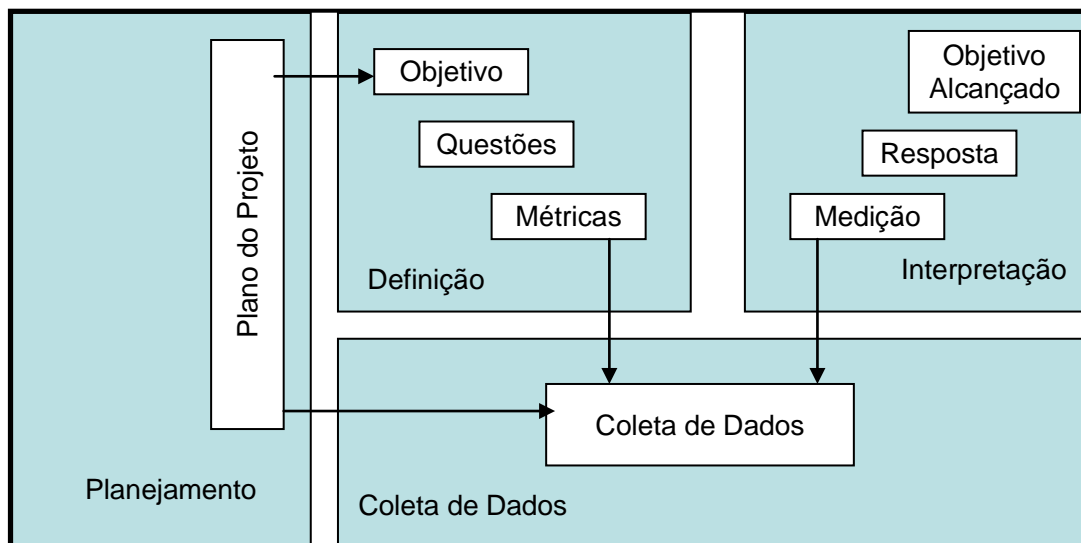 Plano do Projeto
Planejamento
Objetivo
Questões
Métricas
Definição
Objetivo
Alcançado
Resposta
Medição
Interpretação
Coleta de Dados
Coleta de Dados